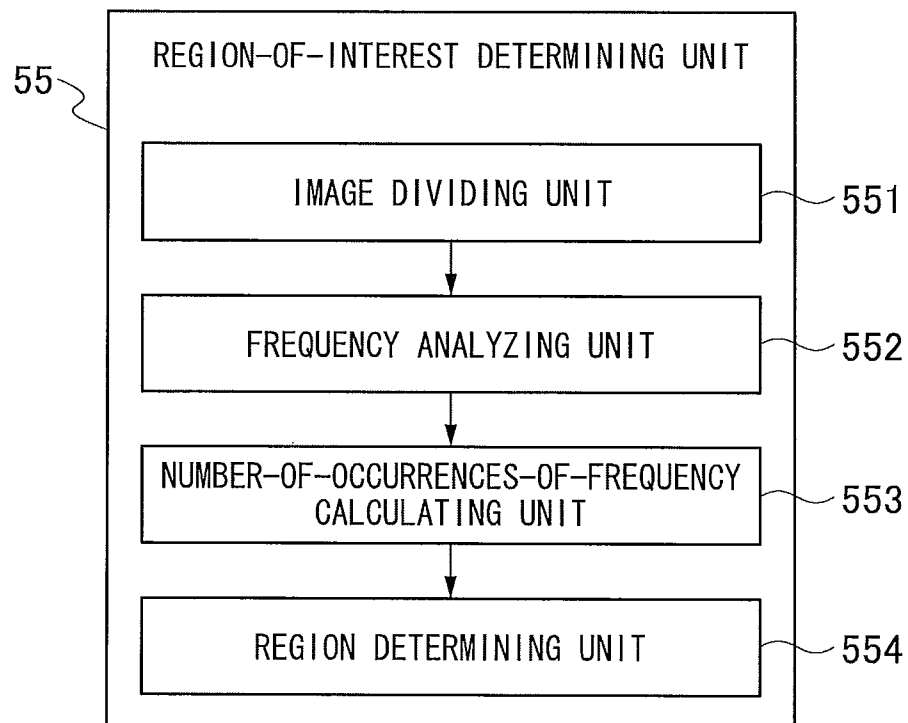 REGION-OF-INTEREST DETERMINING UNIT
55
IMAGE DIVIDING UNIT
551
FREQUENCY ANALYZING UNIT
552
NUMBER-OF-OCCURRENCES-OF-FREQUENCY
CALCULATING UNIT
553
REGION DETERMINING UNIT
554